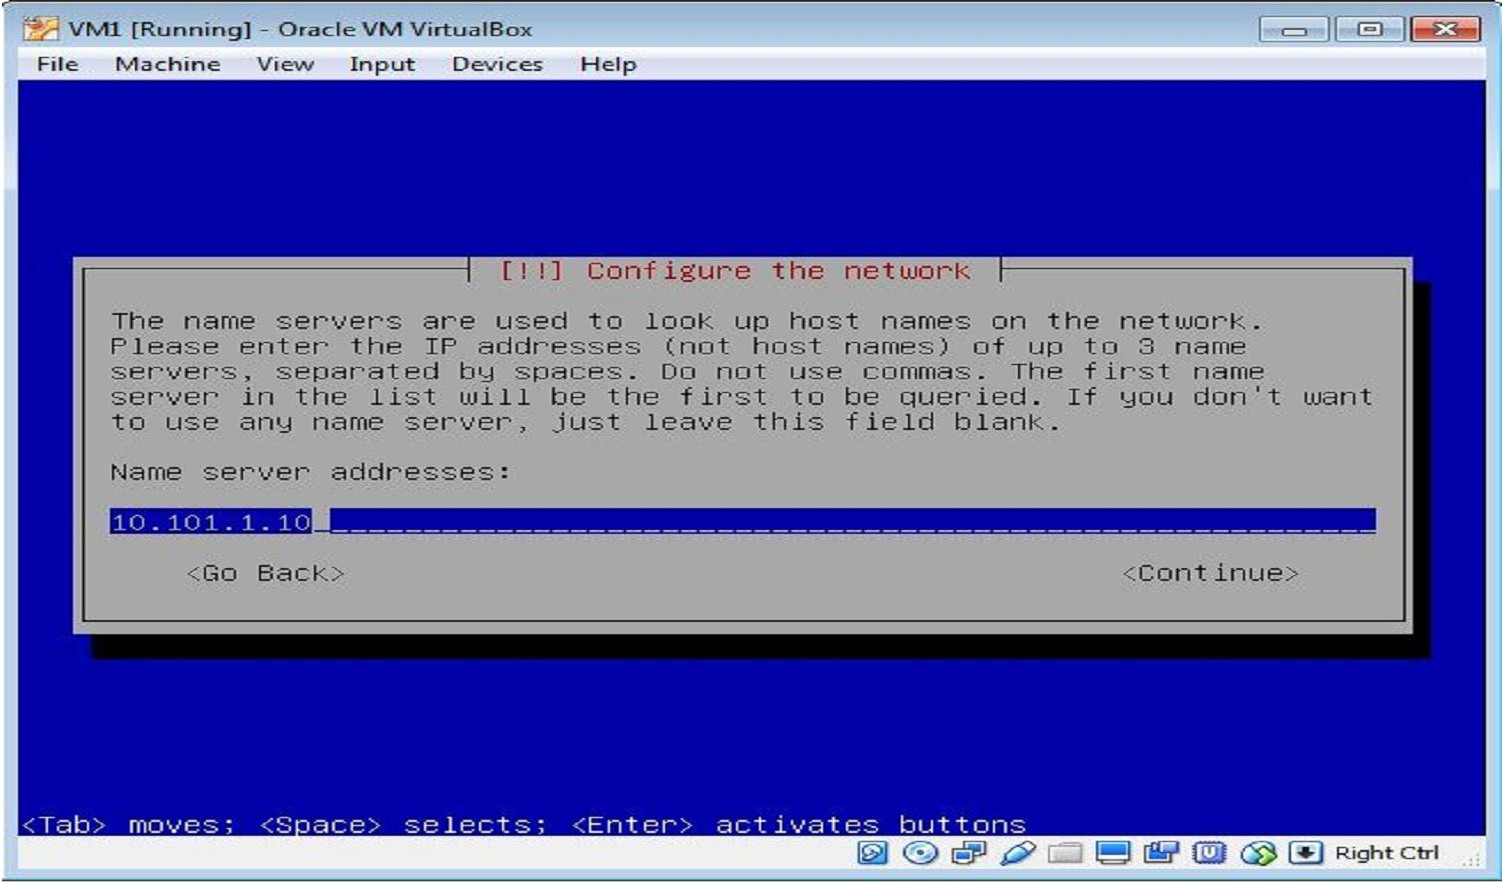 VM1 [Running] - Oracle VM VirtualBox
File Machine View Input Devices Help
[!!] Configure the network
The name servers are used to look up host names on the network.
Please enter the IP addresses (not host names) of up to 3 name
servers, separated by spaces. Do not use commas. The first name
server in the list will be the first to be queried. If you don't want
to use any name server, just leave this field blank.
Name server addresses:
10.101.1.10
<Go Back> <Continue>
<Tab> moves; <Space> selects; <Enter> activates buttons
Right Ctrl